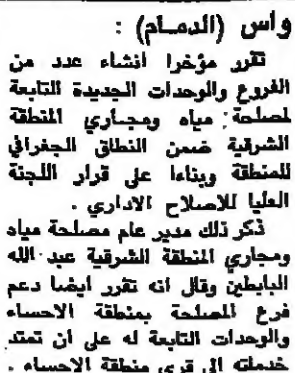 واس (الدمام) :
تقرر مؤخرا انشاء عدد من
الفروع والوحدات الجديدة التابعة
لمصلحة مياه ومجاري المنطقة
الشرقية ضمن النطاق الجغرافي
للمنطقة وبناءا على قرار اللجنة
العليا للاصلاح الاداري .
ذكر ذلك مدير عام مصلحة مياه
ومجاري المنطقة الشرقية عبد الله
البابطين وقال انه تقرر ايضا دعم
فرع المصلحة بمنطقة الاحساء
والوحدات التابعة له على ان تمتد
خدماته الى قرى منطقة الاحساء .